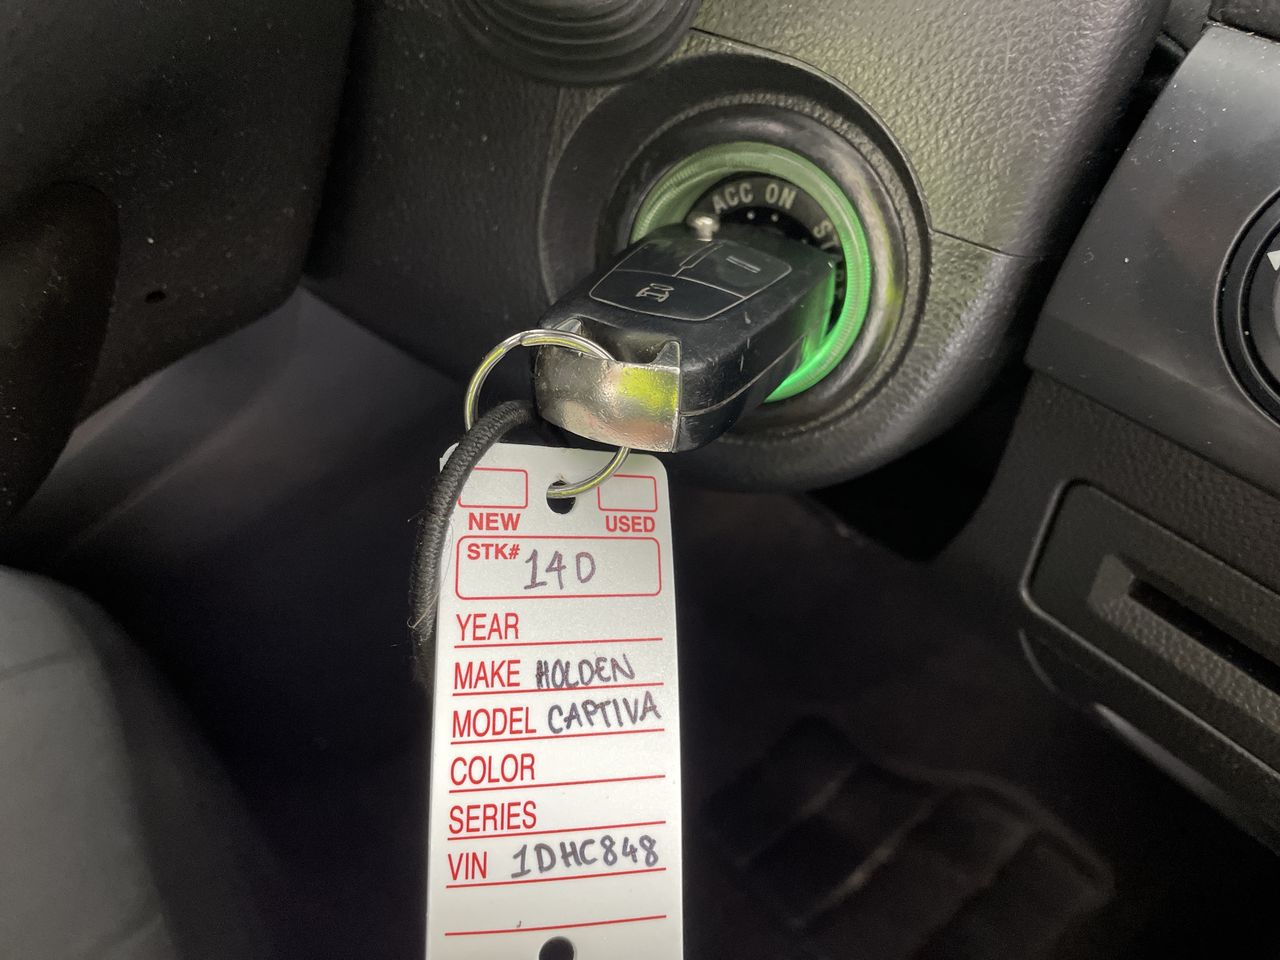 ACC ON
NEW USED
STK# 140
YEAR
MAKE HOLDEN
MODEL CAPTIVA
COLOR
SERIES
VIN 1DHC848